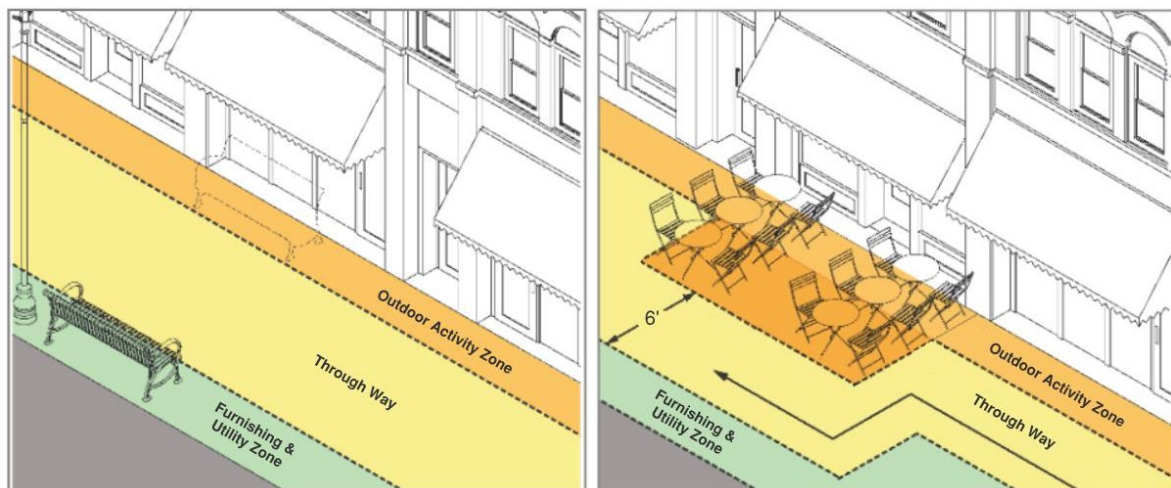 Outdoor Activity Zone
Through Way
Furnishing &
Utility Zone
6'
Outdoor Activity Zone
Through Way
Furnishing &
Utility Zone